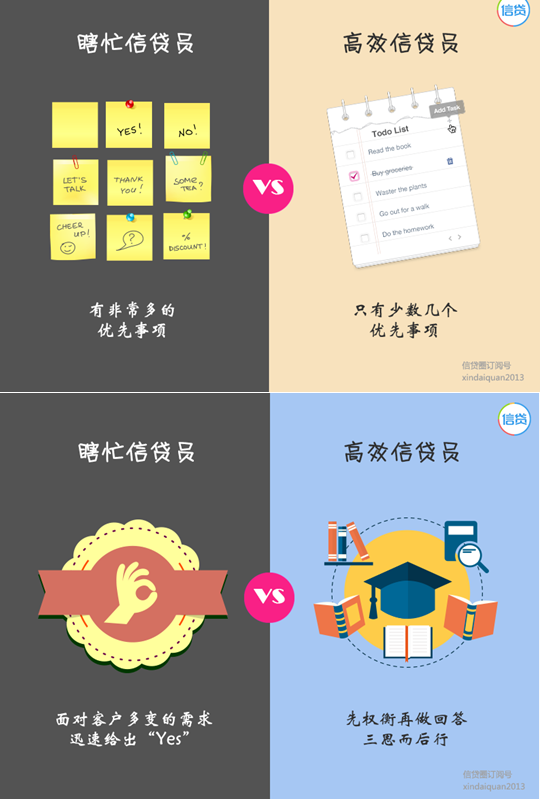 信贷
瞎忙信贷员
高效信贷员
YES!
NO!
LET'S
TALK
THANK
YOU!
SOME
TEA?
CHEER
UP!
?
%
DISCOUNT!
VS
Add Task
Todo List
Read the book
Buy groceries
Waster the plants
Go out for a walk
Do the homework
有非常多的
优先事项
只有少数几个
优先事项
信贷圈订阅号
xindaiquan2013
信贷
瞎忙信贷员
高效信贷员
VS
面对客户多变的需求
迅速给出“Yes”
先权衡再做回答
三思而后行
信贷圈订阅号
xindaiquan2013